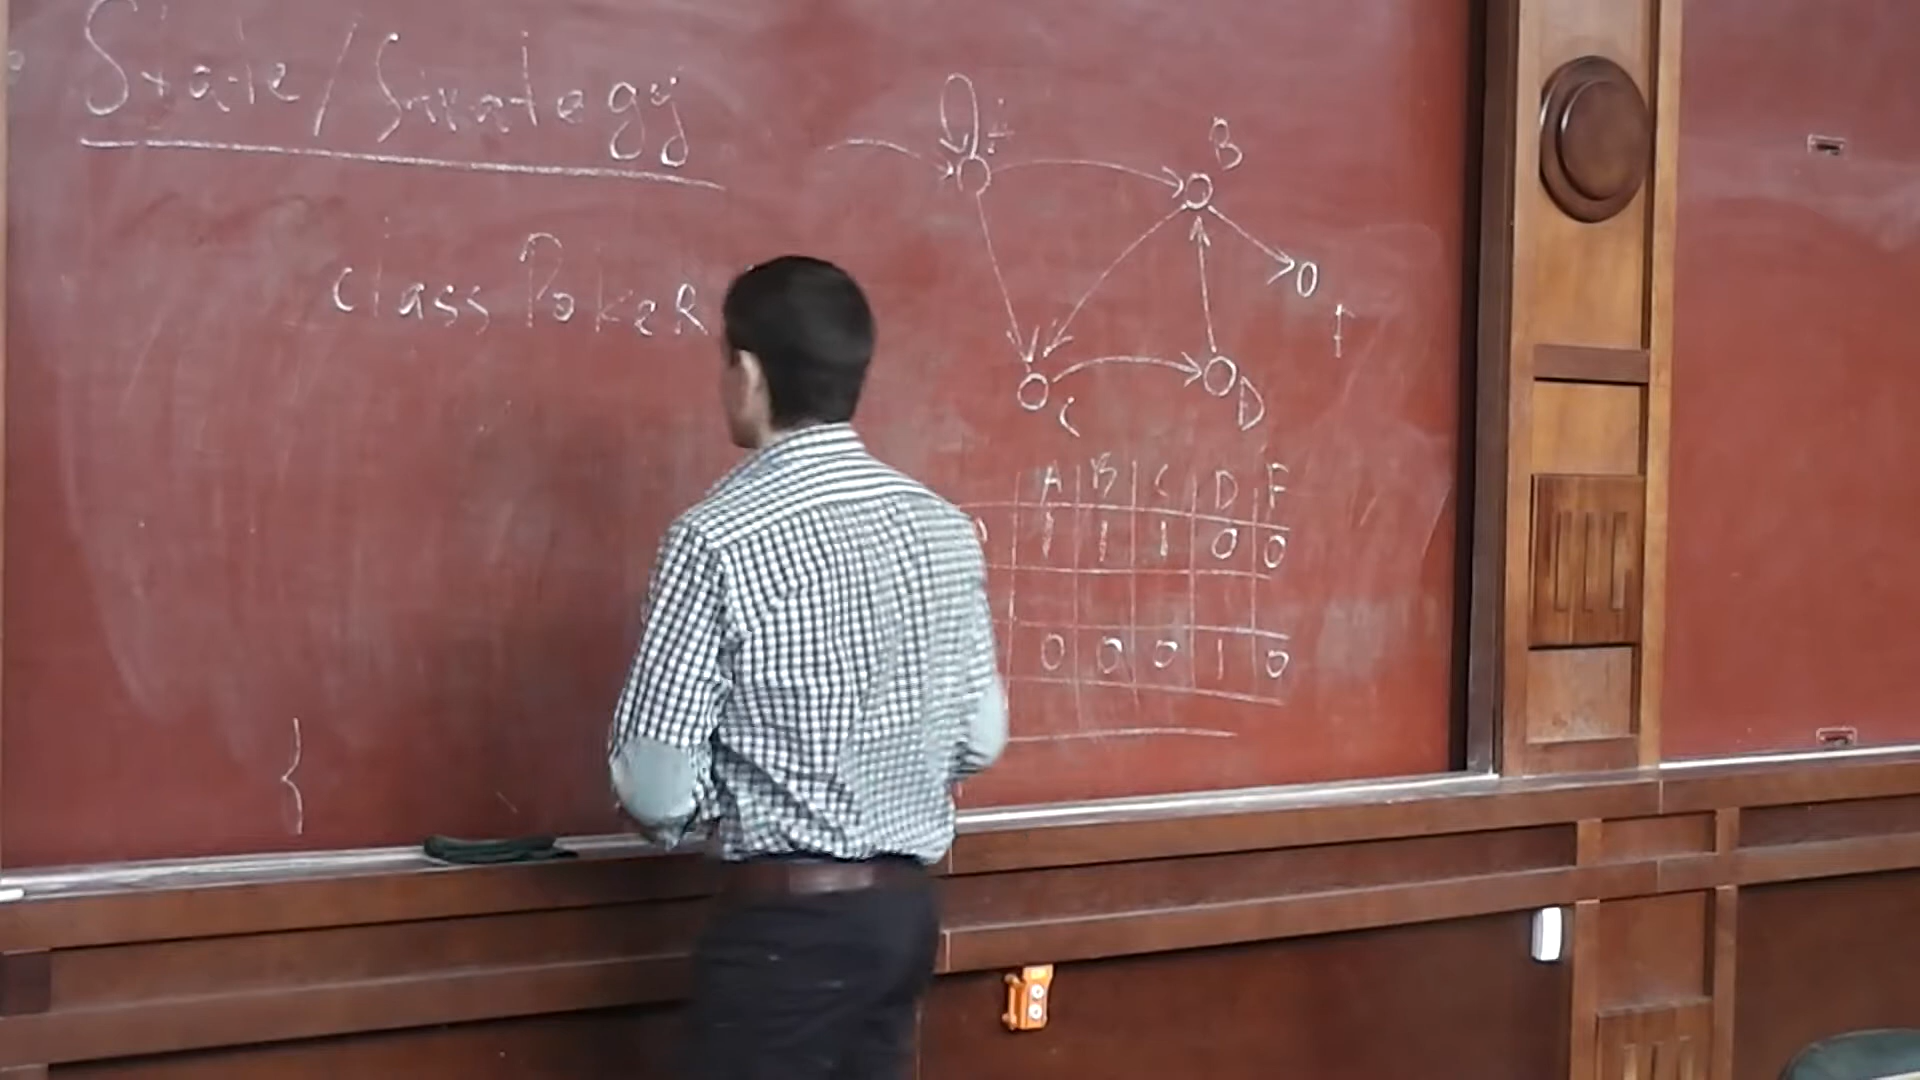 State/Strategy
class Poker
}
A
B
F
C
D
A B C D F
1 1 1 0 0
0 0 0 1 0